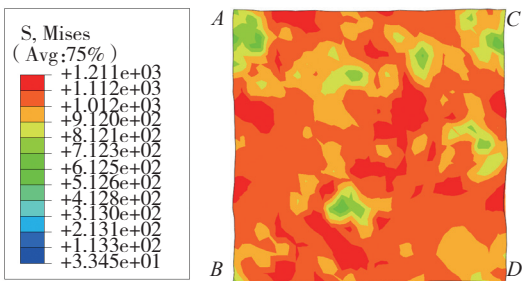 S, Mises
( Avg:75% )
+1.211e+03
+1.112e+03
+1.012e+03
+9.120e+02
+8.121e+02
+7.123e+02
+6.125e+02
+5.126e+02
+4.128e+02
+3.130e+02
+2.131e+02
+1.133e+02
+3.345e+01
A
C
B
D